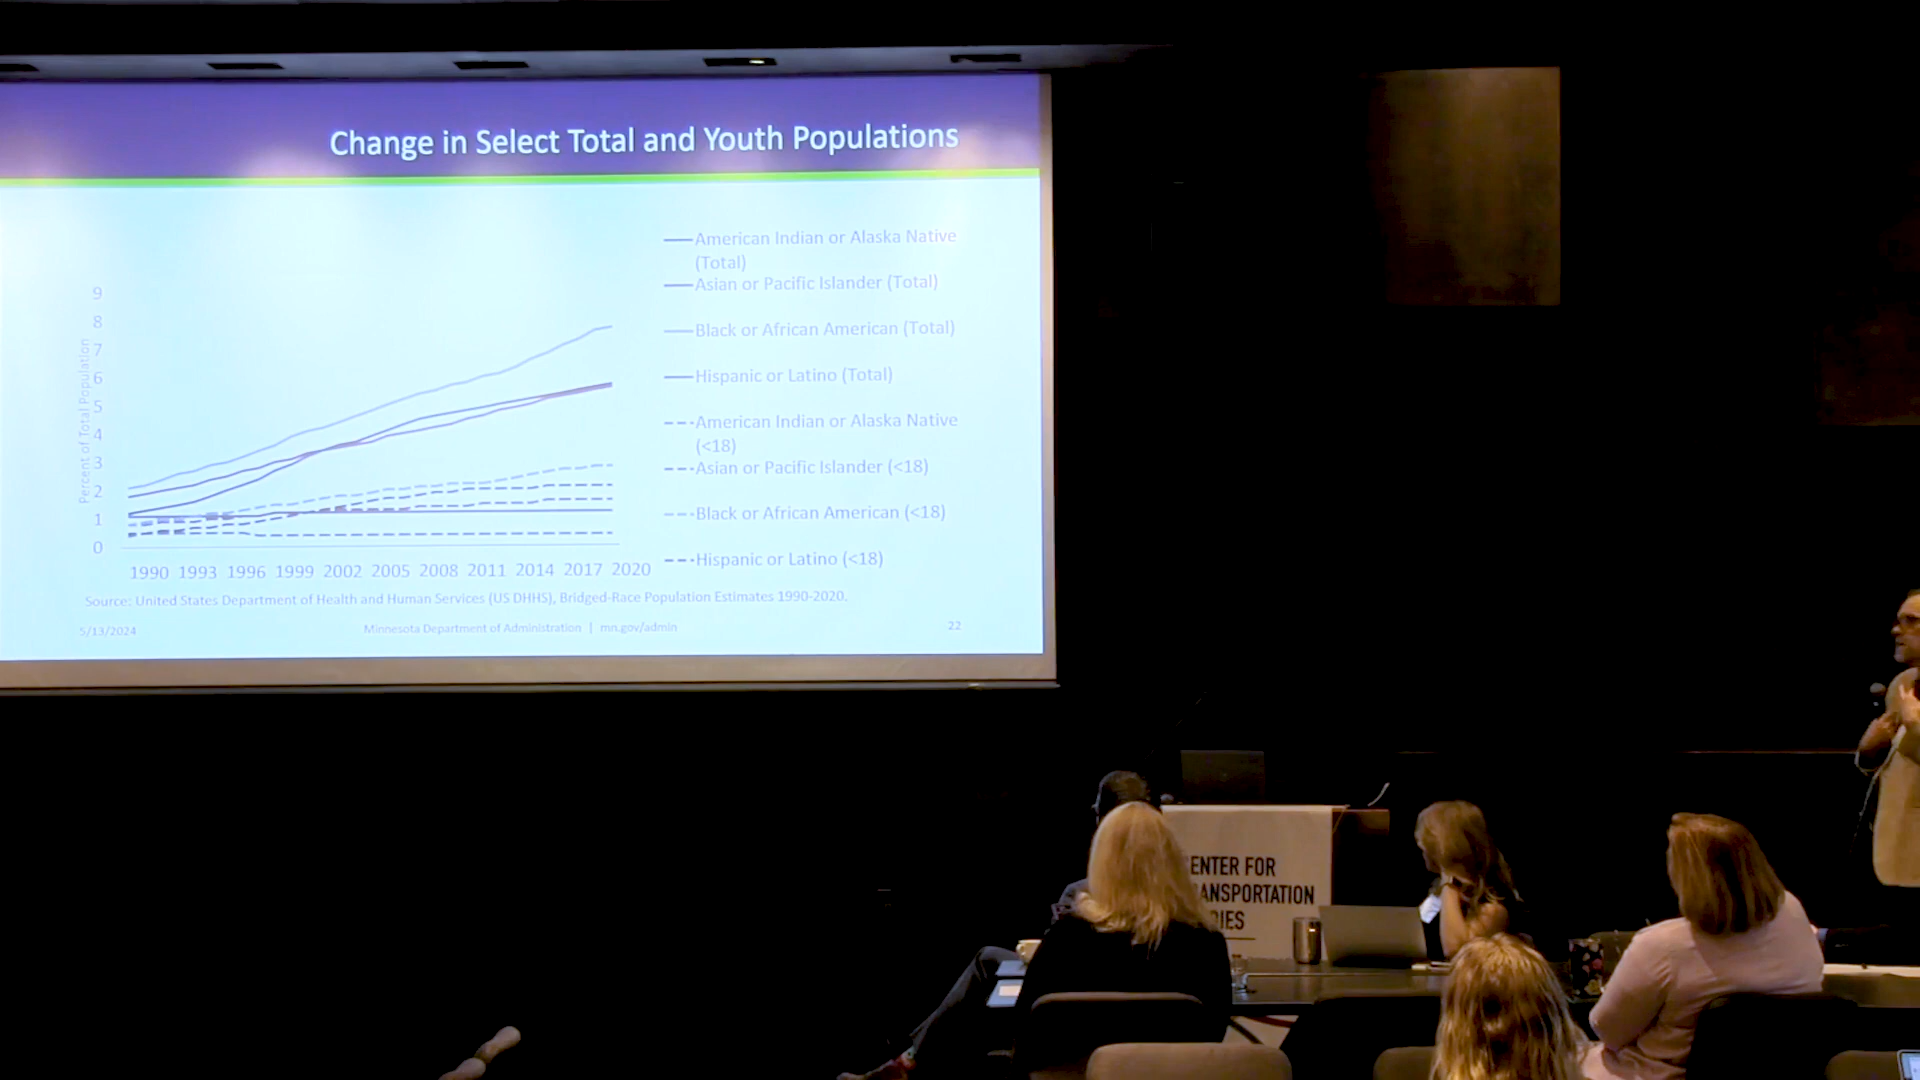 Change in Select Total and Youth Populations
American Indian or Alaska Native
(Total)
Asian or Pacific Islander (Total)
Black or African American (Total)
Hispanic or Latino (Total)
American Indian or Alaska Native
(<18)
Asian or Pacific Islander (<18)
Black or African American (<18)
Hispanic or Latino (<18)
Percent of Total Population
9
8
7
6
5
4
3
2
1
0
1990 1993 1996 1999 2002 2005 2008 2011 2014 2017 2020
Source: United States Department of Health and Human Services (US DHHS), Bridged-Race Population Estimates 1990-2020.
5/13/2024 Minnesota Department of Administration | mn.gov/admin 22
ENTER FOR
ANSPORTATION
IES